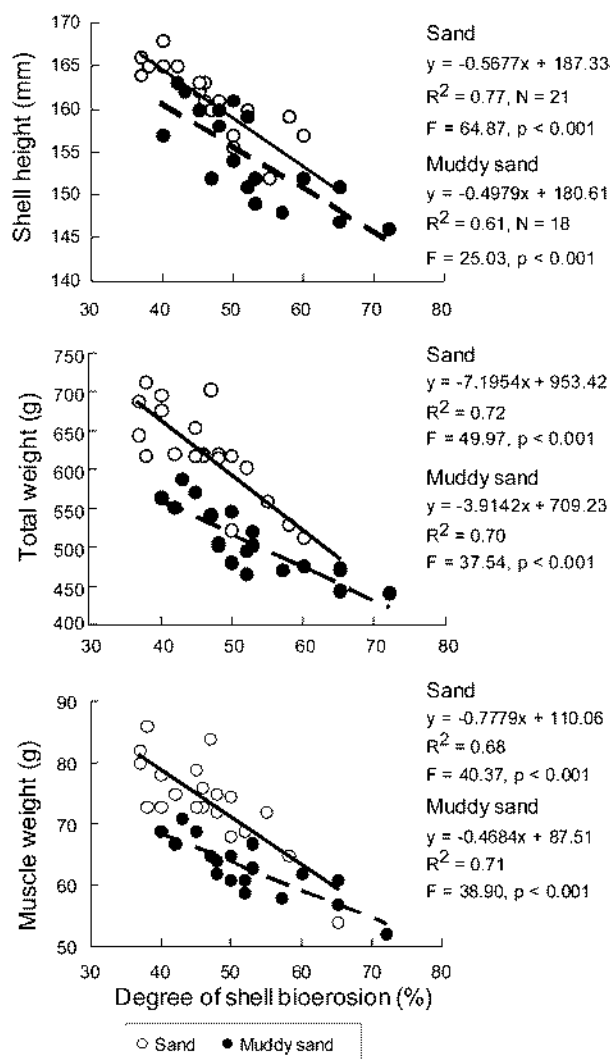 Shell height (mm)
170
165
160
155
150
145
140
30 40 50 60 70 80
Sand
y = -0.5677x + 187.33
R² = 0.77, N = 21
F = 64.87, p < 0.001
Muddy sand
y = -0.4979x + 180.61
R² = 0.61, N = 18
F = 25.03, p < 0.001
Total weight (g)
750
700
650
600
550
500
450
400
30 40 50 60 70 80
Sand
y = -7.1954x + 953.42
R² = 0.72
F = 49.97, p < 0.001
Muddy sand
y = -3.9142x + 709.23
R² = 0.70
F = 37.54, p < 0.001
Muscle weight (g)
90
80
70
60
50
30 40 50 60 70 80
Sand
y = -0.7779x + 110.06
R² = 0.68
F = 40.37, p < 0.001
Muddy sand
y = -0.4684x + 87.51
R² = 0.71
F = 38.90, p < 0.001
Degree of shell bioerosion (%)
Sand Muddy sand